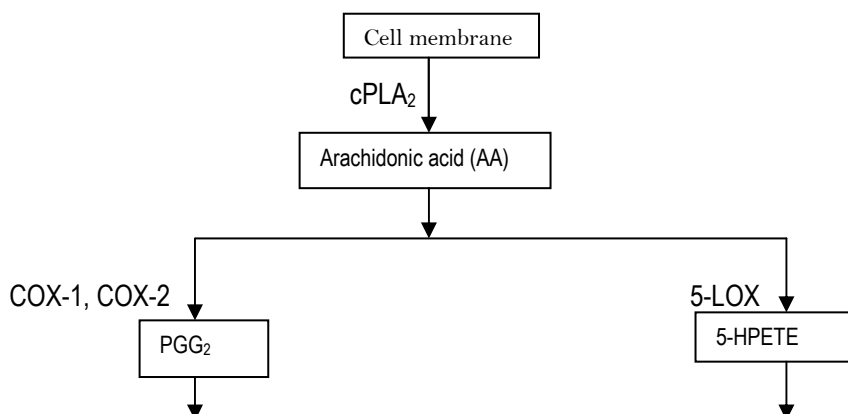 Cell membrane
cPLA₂
Arachidonic acid (AA)
COX-1, COX-2
5-LOX
PGG₂
5-HPETE